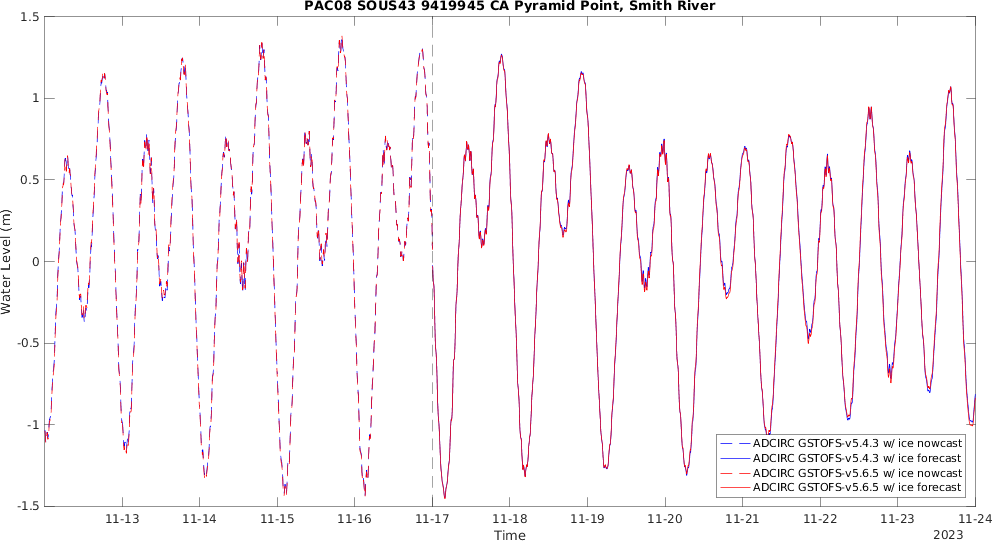 PAC08 SOUS43 9419945 CA Pyramid Point, Smith River
1.5
1
0.5
0
-0.5
-1
-1.5
Water Level (m)
ADCIRC GSTOFS-v5.4.3 w/ ice nowcast
ADCIRC GSTOFS-v5.4.3 w/ ice forecast
ADCIRC GSTOFS-v5.6.5 w/ ice nowcast
ADCIRC GSTOFS-v5.6.5 w/ ice forecast
11-13 11-14 11-15 11-16 11-17 11-18 11-19 11-20 11-21 11-22 11-23 11-24
Time
2023